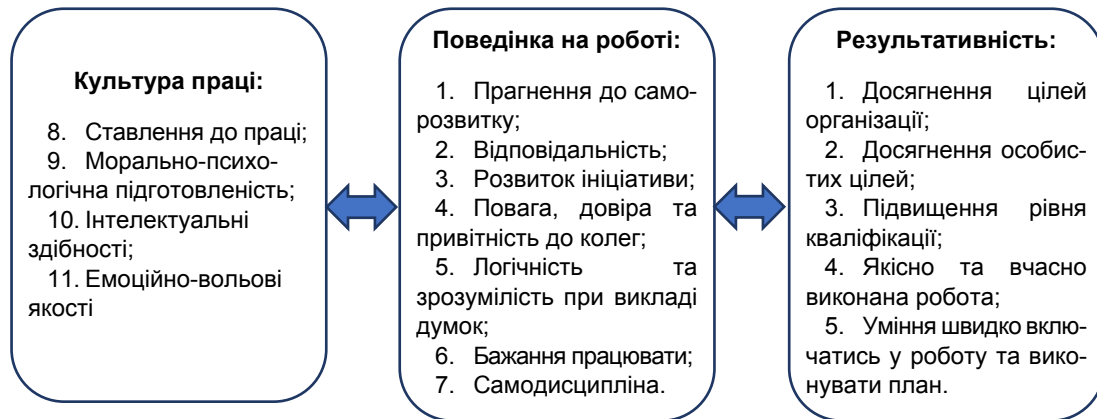 Культура праці:
8. Ставлення до праці;
9. Морально-психо-
логічна підготовленість;
10. Інтелектуальні
здібності;
11. Емоційно-вольові
якості
Поведінка на роботі:
1. Прагнення до само-
розвитку;
2. Відповідальність;
3. Розвиток ініціативи;
4. Повага, довіра та
привітність до колег;
5. Логічність та
зрозумілість при викладі
думок;
6. Бажання працювати;
7. Самодисципліна.
Результативність:
1. Досягнення цілей
організації;
2. Досягнення особис-
тих цілей;
3. Підвищення рівня
кваліфікації;
4. Якісно та вчасно
виконана робота;
5. Уміння швидко вклю-
чатись у роботу та вико-
нувати план.